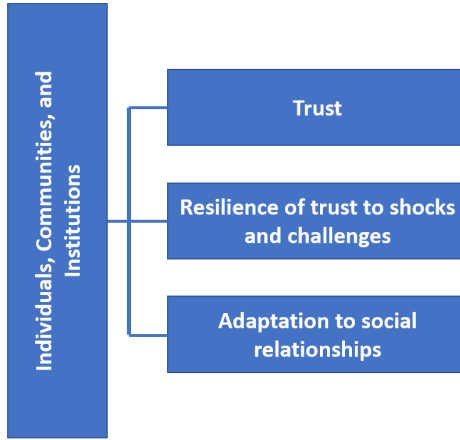 Individuals, Communities, and
Institutions
Trust
Resilience of trust to shocks
and challenges
Adaptation to social
relationships